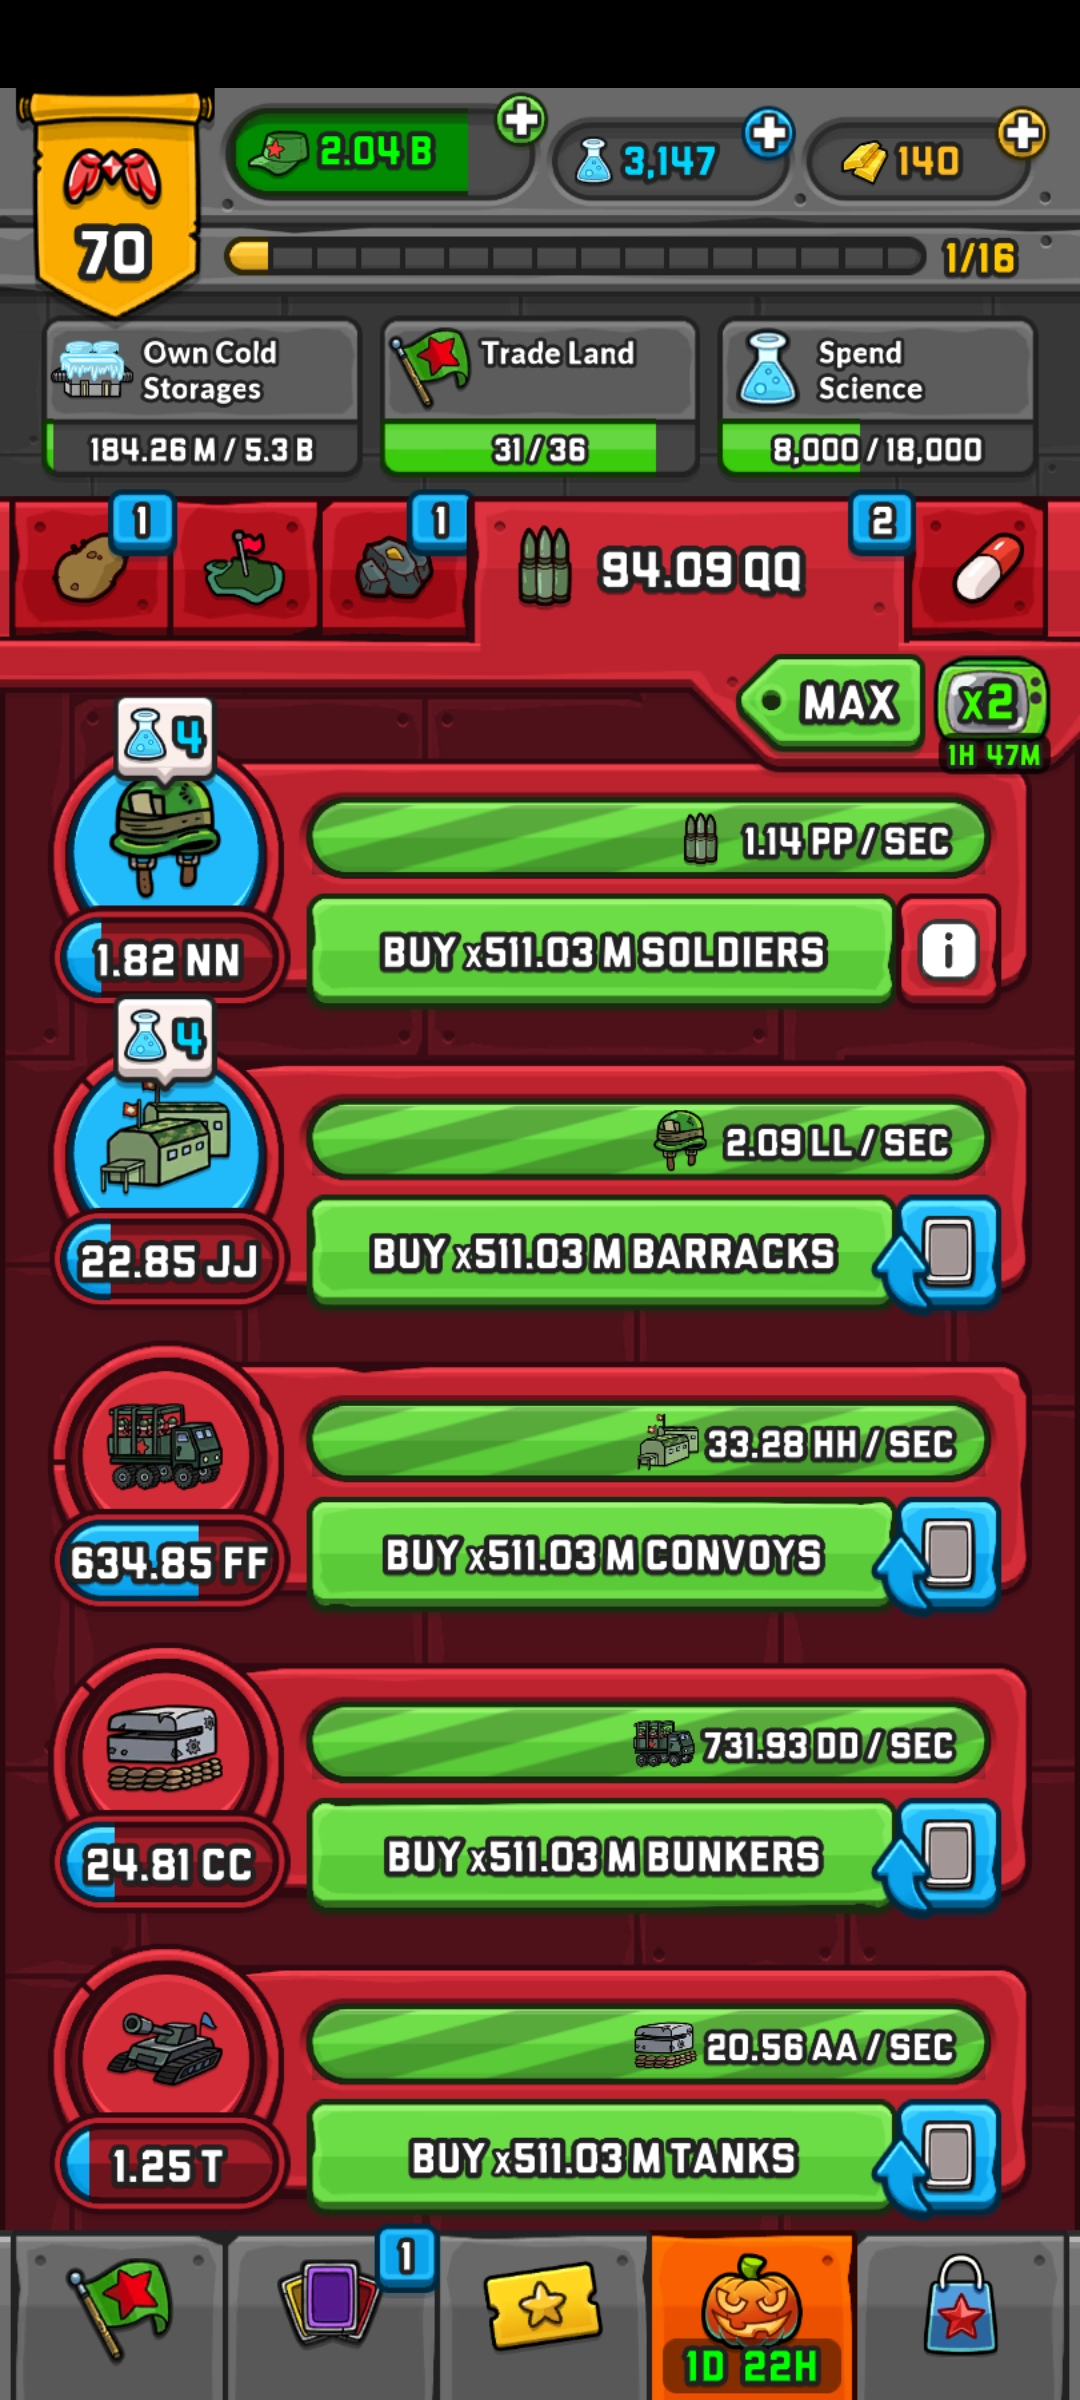 70
2.04 B
3,147
140
1/16
Own Cold
Storages
184.26 M / 5.3 B
Trade Land
31 / 36
Spend
Science
8,000 / 18,000
1
1
94.09 QQ
2
MAX
x2
1H 47M
4
1.14 PP / SEC
1.82 NN
BUY x511.03 M SOLDIERS
i
4
2.09 LL / SEC
22.85 JJ
BUY x511.03 M BARRACKS
33.28 HH / SEC
634.85 FF
BUY x511.03 M CONVOYS
731.93 DD / SEC
24.81 CC
BUY x511.03 M BUNKERS
20.56 AA / SEC
1.25 T
BUY x511.03 M TANKS
1
1D 22H